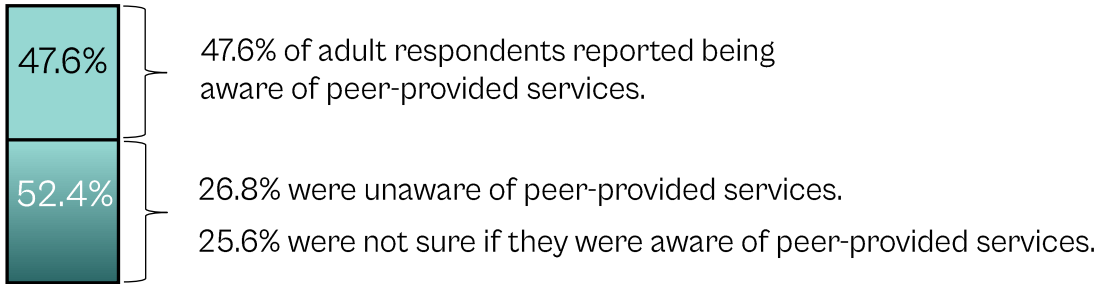 47.6%
47.6% of adult respondents reported being
aware of peer-provided services.
52.4%
26.8% were unaware of peer-provided services.
25.6% were not sure if they were aware of peer-provided services.